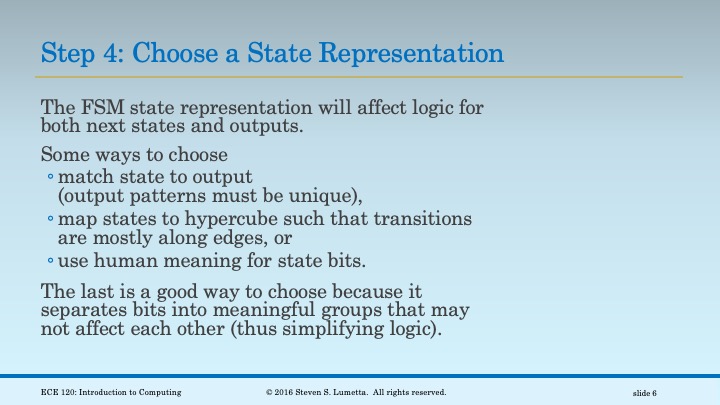 Step 4: Choose a State Representation
The FSM state representation will affect logic for
both next states and outputs.
Some ways to choose
◦ match state to output
(output patterns must be unique),
◦ map states to hypercube such that transitions
are mostly along edges, or
◦ use human meaning for state bits.
The last is a good way to choose because it
separates bits into meaningful groups that may
not affect each other (thus simplifying logic).
ECE 120: Introduction to Computing
© 2016 Steven S. Lumetta. All rights reserved.
slide 6